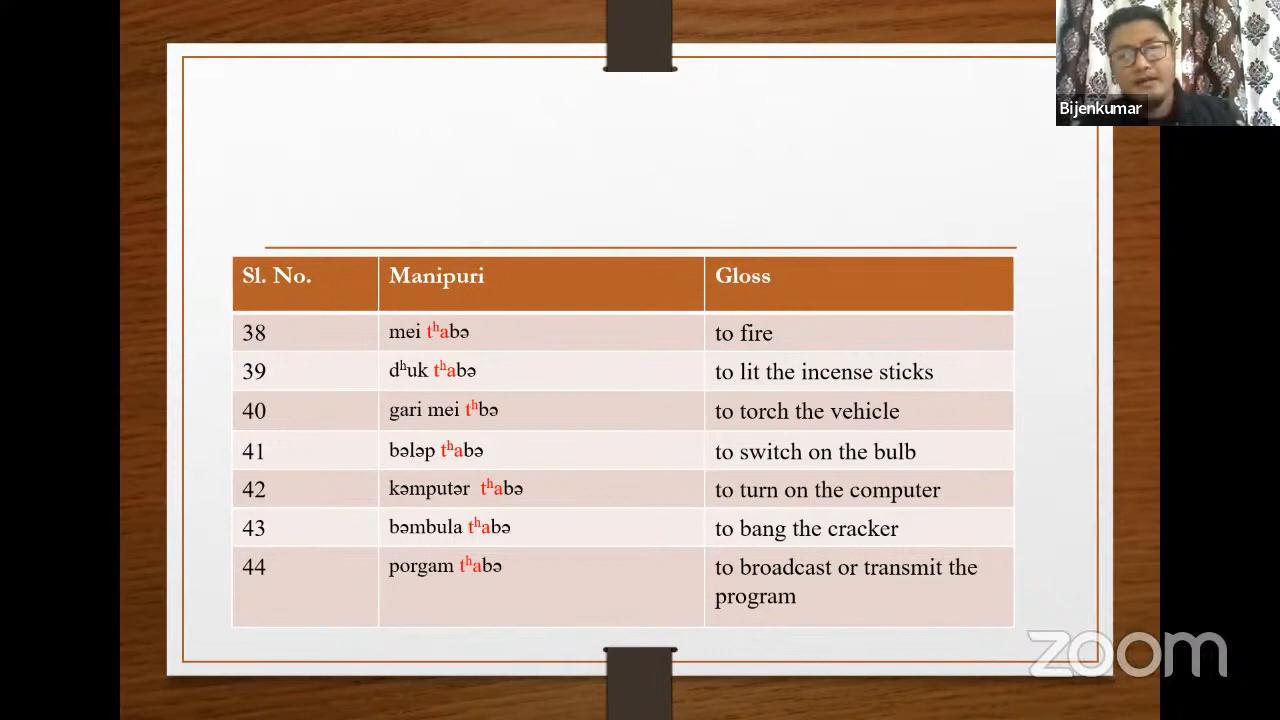 Bijenkumar
Sl. No. Manipuri Gloss
38 mei tʰabə to fire
39 dʰuk tʰabə to lit the incense sticks
40 gari mei tʰbə to torch the vehicle
41 bələp tʰabə to switch on the bulb
42 kəmputər tʰabə to turn on the computer
43 bəmbula tʰabə to bang the cracker
44 porgam tʰabə to broadcast or transmit the
program
zoom